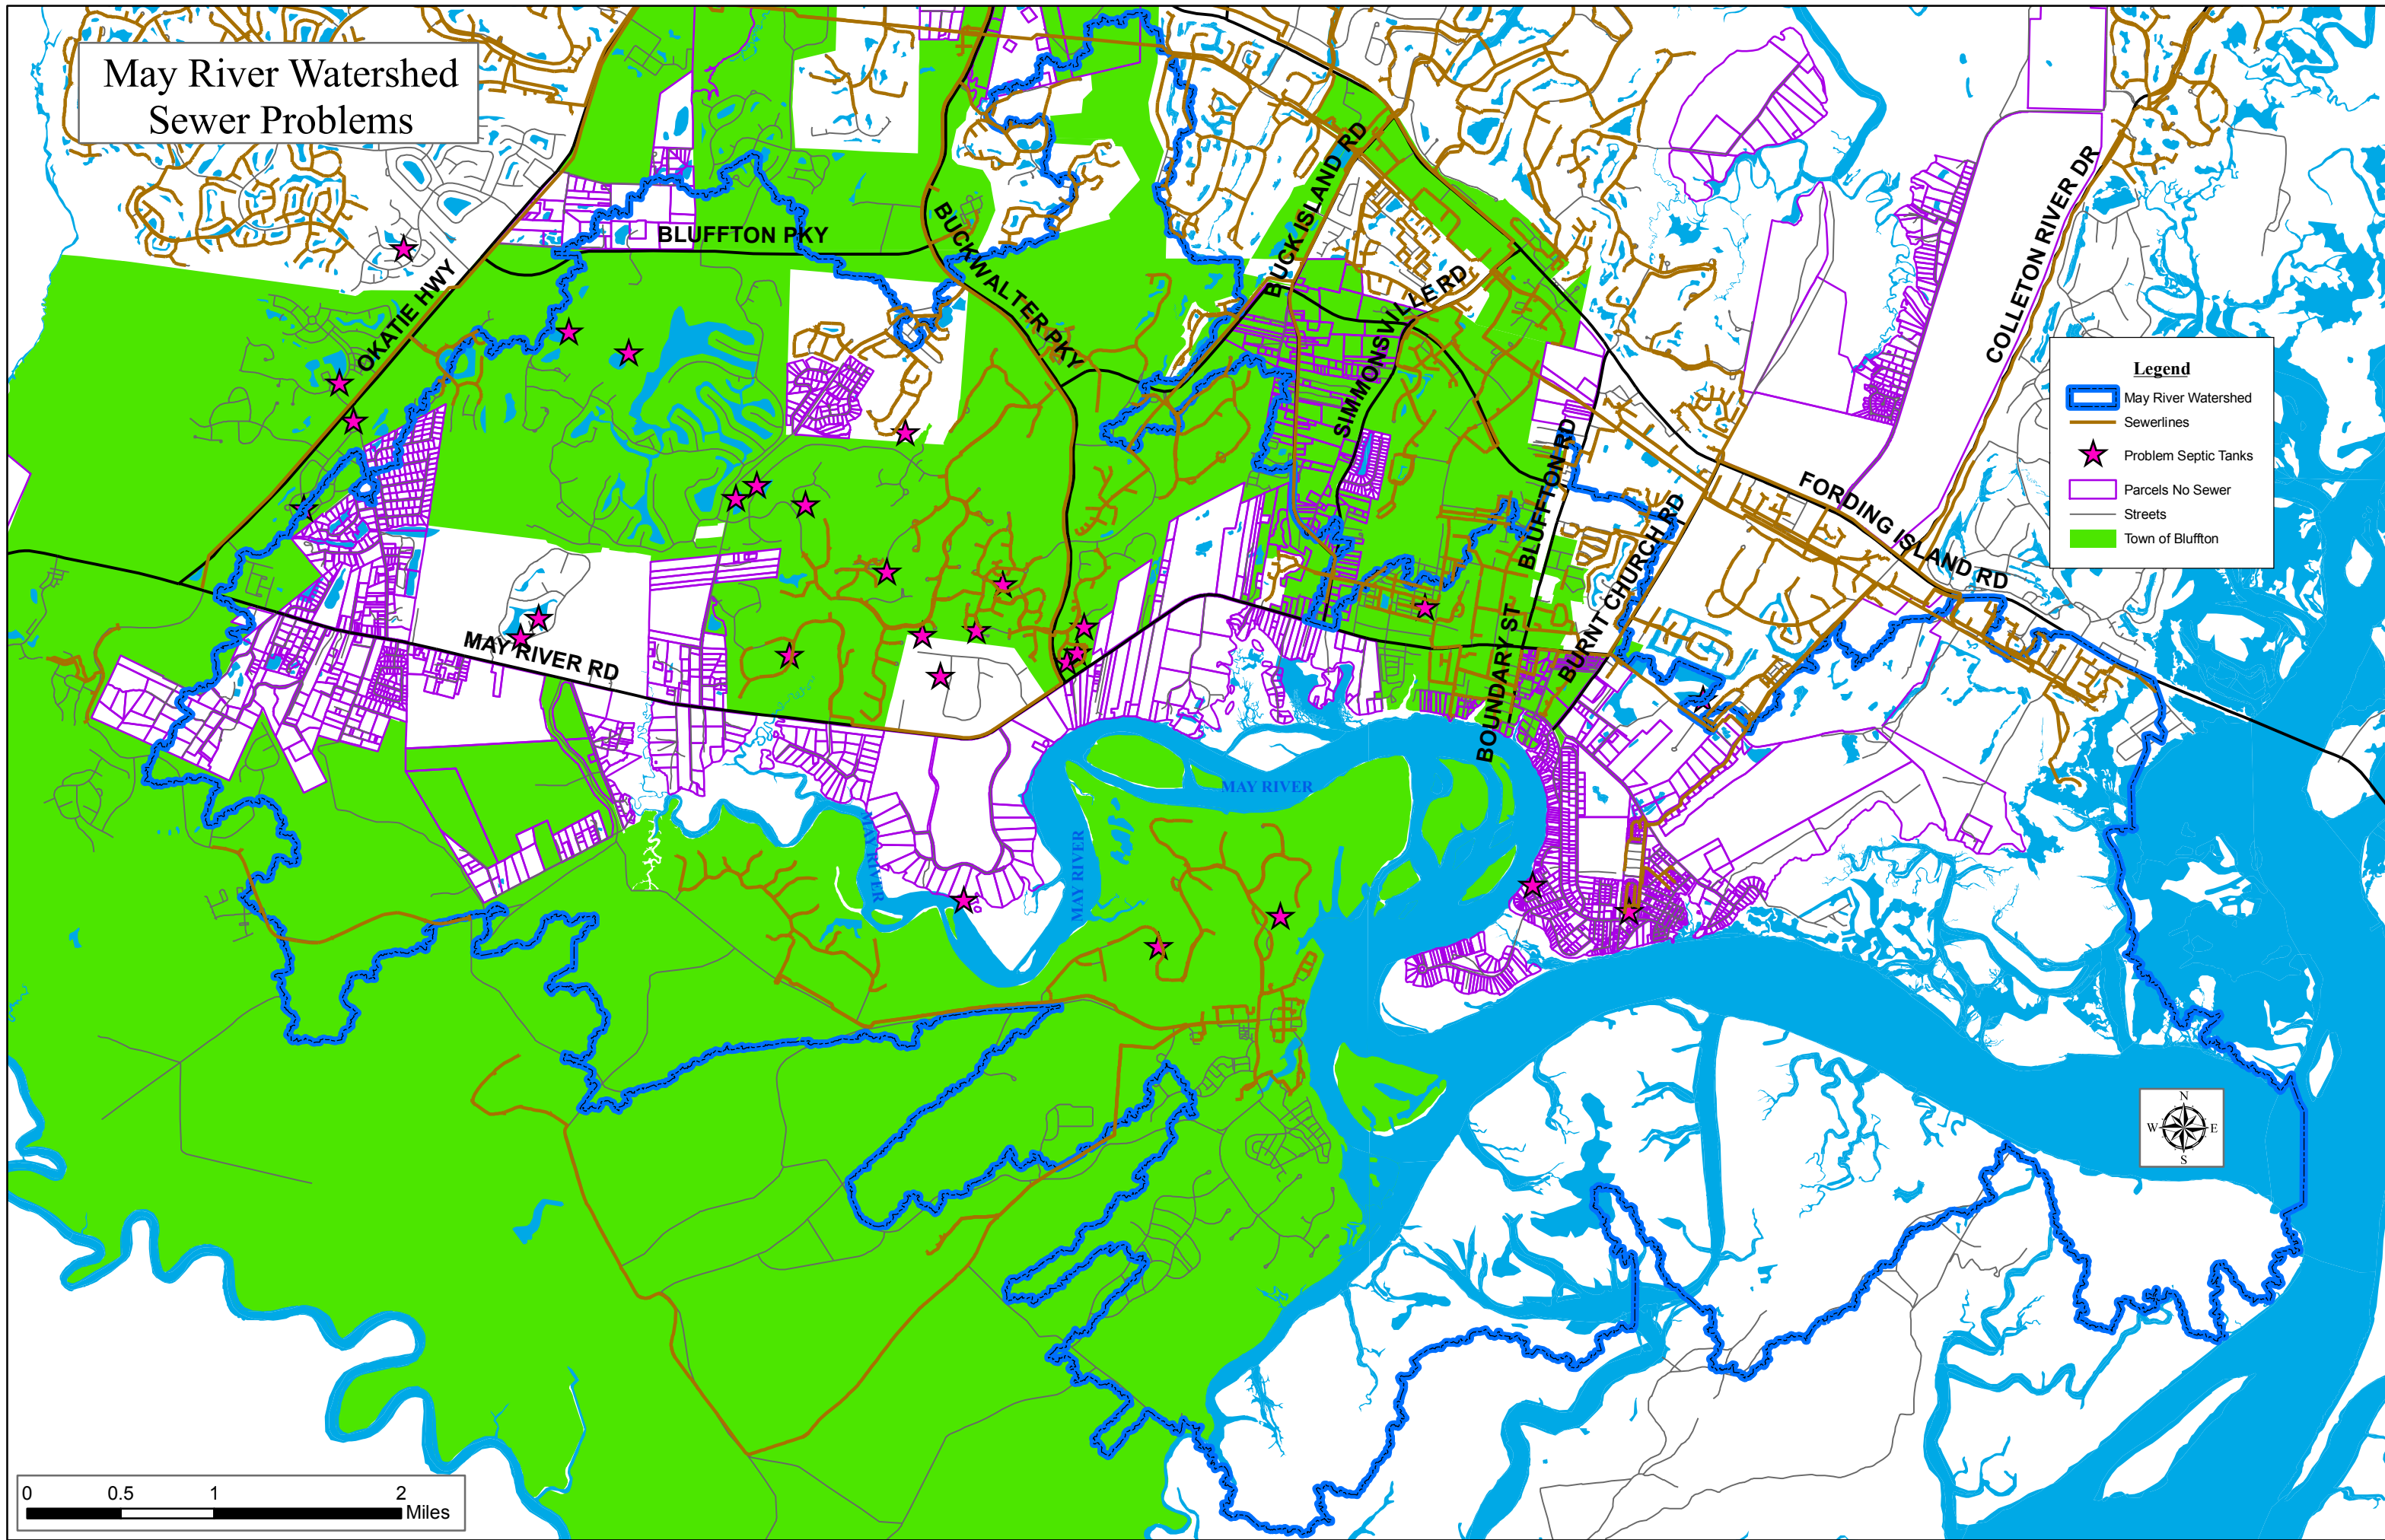 May River Watershed
Sewer Problems
BLUFFTON PKY
BUCKWALTER PKY
BUCK ISLAND RD
SIMMONSVILLE RD
OKATIE HWY
COLLETON RIVER DR
BLUFFTON RD
FORDING ISLAND RD
BURNT CHURCH RD
MAY RIVER RD
BOUNDARY ST
MAY RIVER
MAY RIVER
MAY RIVER
Legend
May River Watershed
Sewerlines
Problem Septic Tanks
Parcels No Sewer
Streets
Town of Bluffton
N
W E
S
0 0.5 1 2
Miles